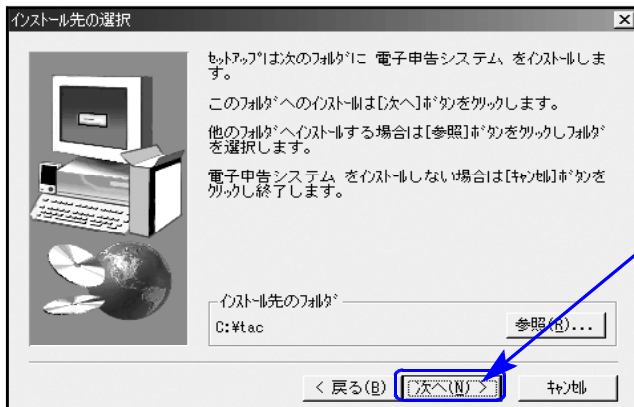 インストール先の選択
ｾｯﾄｱｯﾌﾟは次のﾌｫﾙﾀﾞに 電子申告システム をｲﾝｽﾄｰﾙしま
す。
このﾌｫﾙﾀﾞへのｲﾝｽﾄｰﾙは[次へ]ﾎﾞﾀﾝをｸﾘｯｸします。
他のﾌｫﾙﾀﾞへｲﾝｽﾄｰﾙする場合は[参照]ﾎﾞﾀﾝをｸﾘｯｸしﾌｫﾙﾀﾞ
を選択します。
電子申告システム をｲﾝｽﾄｰﾙしない場合は[ｷｬﾝｾﾙ]ﾎﾞﾀﾝを
ｸﾘｯｸし終了します。
ｲﾝｽﾄｰﾙ先のﾌｫﾙﾀﾞ
C:¥tac
参照(R)...
< 戻る(B)
次へ(N) >
ｷｬﾝｾﾙ